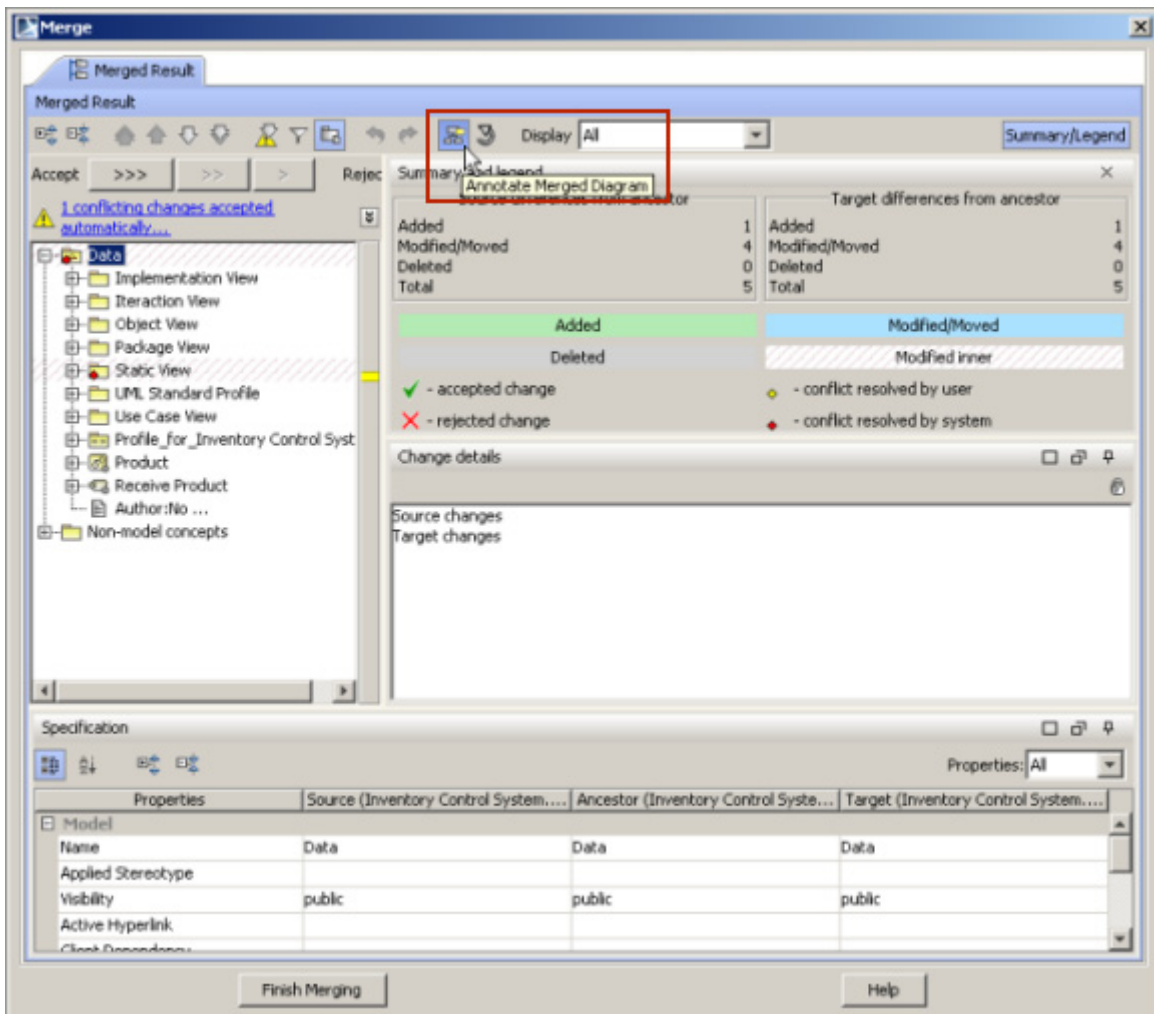 Merge
Merged Result
Merged Result
Display All
Summary/Legend
Accept >>> >> > Rejec
Summary and legend
Annotate Merged Diagram
1 conflicting changes accepted
automatically...
Source differences from ancestor
Added 1
Modified/Moved 4
Deleted 0
Total 5
Target differences from ancestor
Added 1
Modified/Moved 4
Deleted 0
Total 5
Added
Modified/Moved
Deleted
Modified inner
- accepted change
- conflict resolved by user
- rejected change
- conflict resolved by system
Data
Implementation View
Iteraction View
Object View
Package View
Static View
UML Standard Profile
Use Case View
Profile_for_Inventory Control Syst
Product
Receive Product
Author:No ...
Non-model concepts
Change details
Source changes
Target changes
Specification
Properties: All
Properties Source (Inventory Control System.... Ancestor (Inventory Control Syste... Target (Inventory Control System....
Model
Name Data Data Data
Applied Stereotype
Visibility public public public
Active Hyperlink
Client Dependency
Finish Merging
Help